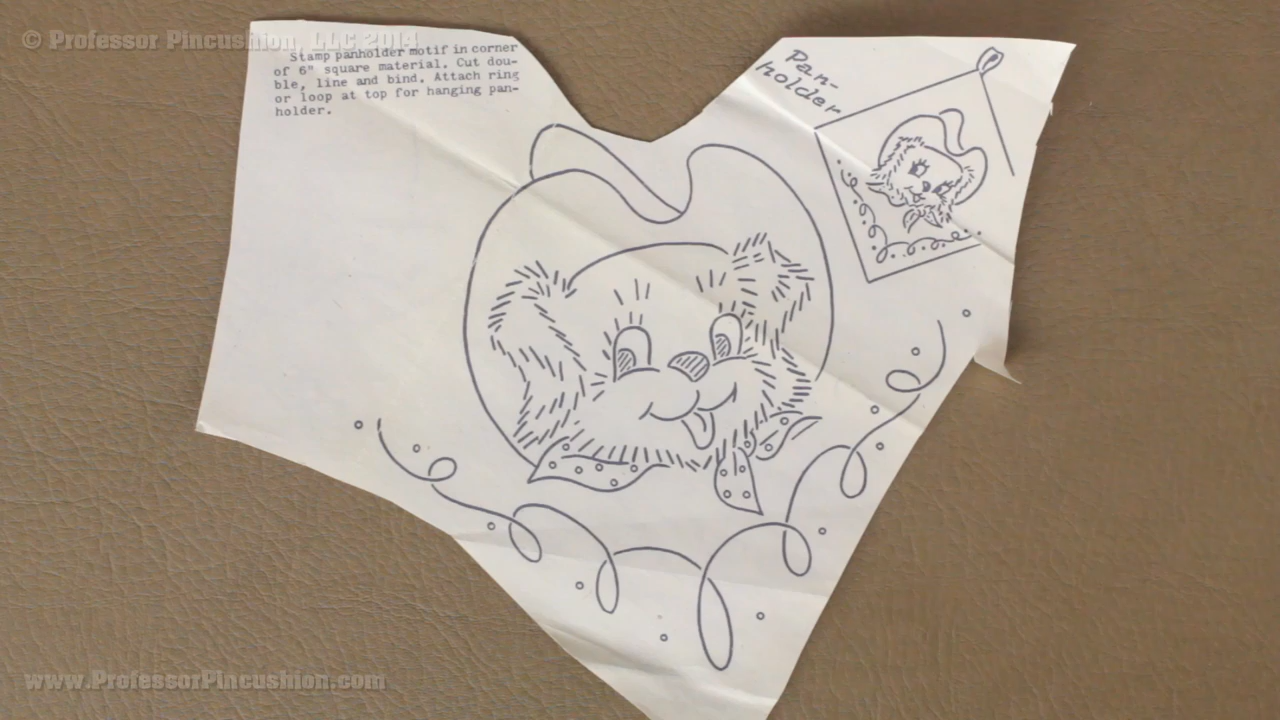 © Professor Pincushion, LLC 2014
Stamp panholder motif in corner
of 6" square material. Cut dou-
ble, line and bind. Attach ring
or loop at top for hanging pan-
holder.
Pan-
holder
www.ProfessorPincushion.com